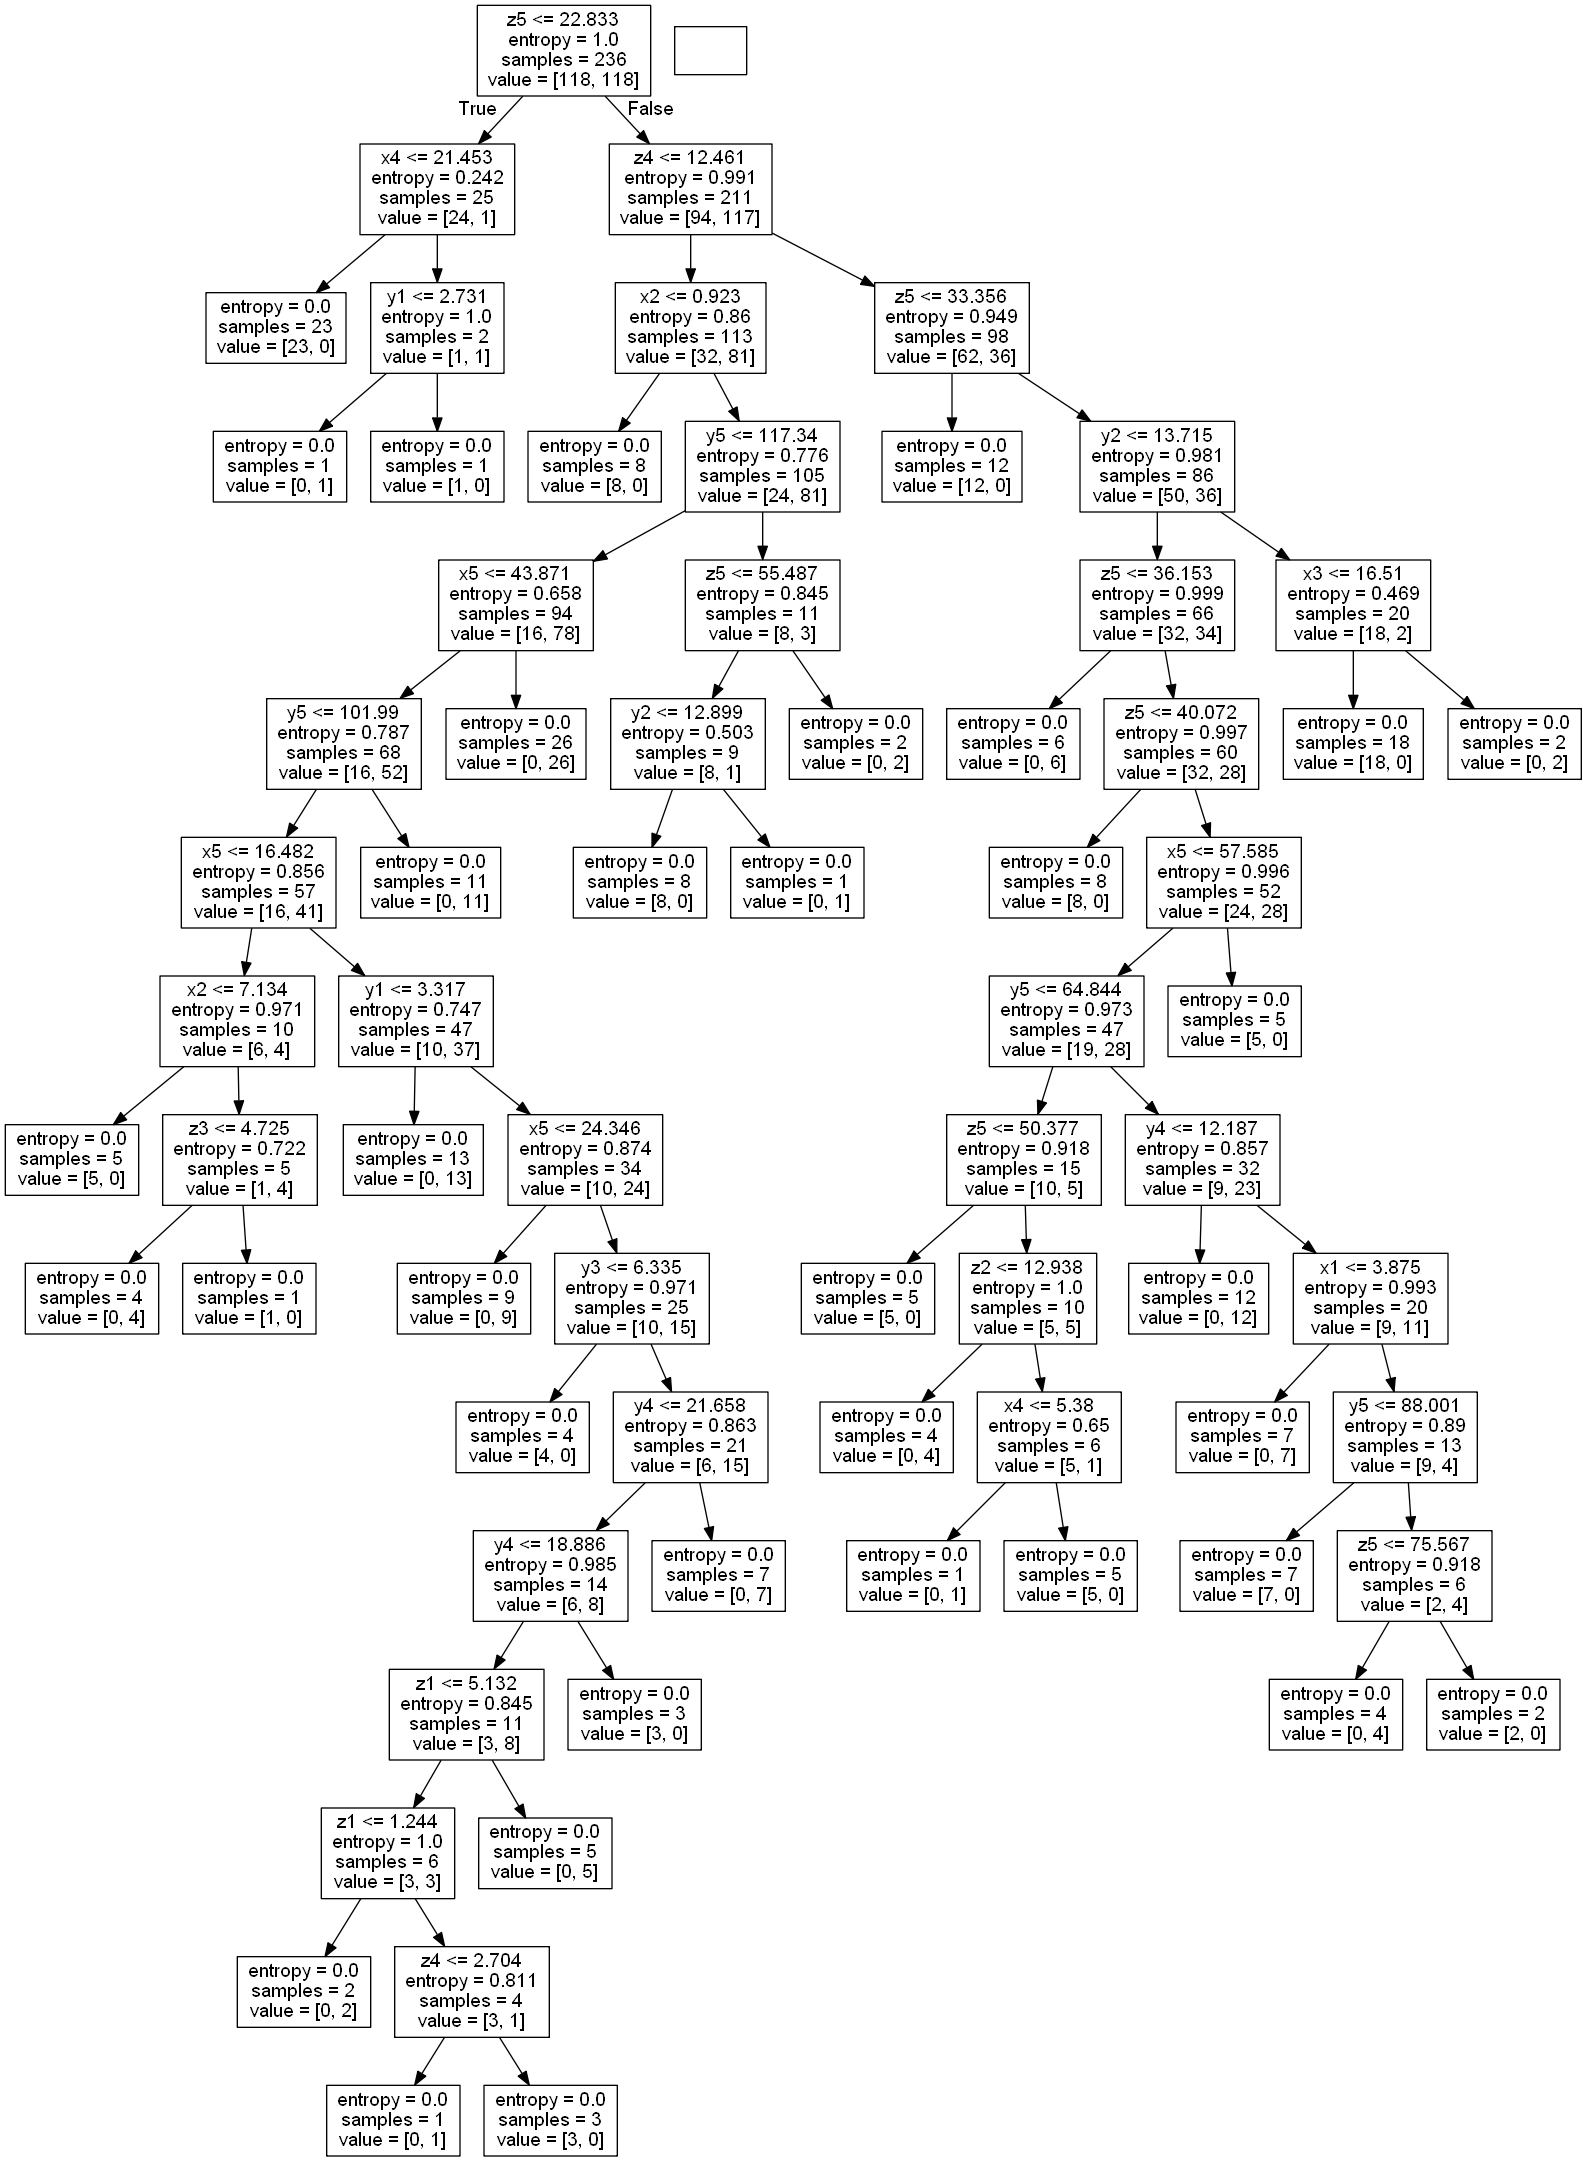 z5 <= 22.833
entropy = 1.0
samples = 236
value = [118, 118]
True
False
x4 <= 21.453
entropy = 0.242
samples = 25
value = [24, 1]
z4 <= 12.461
entropy = 0.991
samples = 211
value = [94, 117]
entropy = 0.0
samples = 23
value = [23, 0]
y1 <= 2.731
entropy = 1.0
samples = 2
value = [1, 1]
x2 <= 0.923
entropy = 0.86
samples = 113
value = [32, 81]
z5 <= 33.356
entropy = 0.949
samples = 98
value = [62, 36]
entropy = 0.0
samples = 1
value = [0, 1]
entropy = 0.0
samples = 1
value = [1, 0]
entropy = 0.0
samples = 8
value = [8, 0]
y5 <= 117.34
entropy = 0.776
samples = 105
value = [24, 81]
entropy = 0.0
samples = 12
value = [12, 0]
y2 <= 13.715
entropy = 0.981
samples = 86
value = [50, 36]
x5 <= 43.871
entropy = 0.658
samples = 94
value = [16, 78]
z5 <= 55.487
entropy = 0.845
samples = 11
value = [8, 3]
z5 <= 36.153
entropy = 0.999
samples = 66
value = [32, 34]
x3 <= 16.51
entropy = 0.469
samples = 20
value = [18, 2]
y5 <= 101.99
entropy = 0.787
samples = 68
value = [16, 52]
entropy = 0.0
samples = 26
value = [0, 26]
y2 <= 12.899
entropy = 0.503
samples = 9
value = [8, 1]
entropy = 0.0
samples = 2
value = [0, 2]
entropy = 0.0
samples = 6
value = [0, 6]
z5 <= 40.072
entropy = 0.997
samples = 60
value = [32, 28]
entropy = 0.0
samples = 18
value = [18, 0]
entropy = 0.0
samples = 2
value = [0, 2]
x5 <= 16.482
entropy = 0.856
samples = 57
value = [16, 41]
entropy = 0.0
samples = 11
value = [0, 11]
entropy = 0.0
samples = 8
value = [8, 0]
entropy = 0.0
samples = 1
value = [0, 1]
entropy = 0.0
samples = 8
value = [8, 0]
x5 <= 57.585
entropy = 0.996
samples = 52
value = [24, 28]
x2 <= 7.134
entropy = 0.971
samples = 10
value = [6, 4]
y1 <= 3.317
entropy = 0.747
samples = 47
value = [10, 37]
y5 <= 64.844
entropy = 0.973
samples = 47
value = [19, 28]
entropy = 0.0
samples = 5
value = [5, 0]
entropy = 0.0
samples = 5
value = [5, 0]
z3 <= 4.725
entropy = 0.722
samples = 5
value = [1, 4]
entropy = 0.0
samples = 13
value = [0, 13]
x5 <= 24.346
entropy = 0.874
samples = 34
value = [10, 24]
z5 <= 50.377
entropy = 0.918
samples = 15
value = [10, 5]
y4 <= 12.187
entropy = 0.857
samples = 32
value = [9, 23]
entropy = 0.0
samples = 4
value = [0, 4]
entropy = 0.0
samples = 1
value = [1, 0]
entropy = 0.0
samples = 9
value = [0, 9]
y3 <= 6.335
entropy = 0.971
samples = 25
value = [10, 15]
entropy = 0.0
samples = 5
value = [5, 0]
z2 <= 12.938
entropy = 1.0
samples = 10
value = [5, 5]
entropy = 0.0
samples = 12
value = [0, 12]
x1 <= 3.875
entropy = 0.993
samples = 20
value = [9, 11]
entropy = 0.0
samples = 4
value = [4, 0]
y4 <= 21.658
entropy = 0.863
samples = 21
value = [6, 15]
entropy = 0.0
samples = 4
value = [0, 4]
x4 <= 5.38
entropy = 0.65
samples = 6
value = [5, 1]
entropy = 0.0
samples = 7
value = [0, 7]
y5 <= 88.001
entropy = 0.89
samples = 13
value = [9, 4]
y4 <= 18.886
entropy = 0.985
samples = 14
value = [6, 8]
entropy = 0.0
samples = 7
value = [0, 7]
entropy = 0.0
samples = 1
value = [0, 1]
entropy = 0.0
samples = 5
value = [5, 0]
entropy = 0.0
samples = 7
value = [7, 0]
z5 <= 75.567
entropy = 0.918
samples = 6
value = [2, 4]
z1 <= 5.132
entropy = 0.845
samples = 11
value = [3, 8]
entropy = 0.0
samples = 3
value = [3, 0]
entropy = 0.0
samples = 4
value = [0, 4]
entropy = 0.0
samples = 2
value = [2, 0]
z1 <= 1.244
entropy = 1.0
samples = 6
value = [3, 3]
entropy = 0.0
samples = 5
value = [0, 5]
entropy = 0.0
samples = 2
value = [0, 2]
z4 <= 2.704
entropy = 0.811
samples = 4
value = [3, 1]
entropy = 0.0
samples = 1
value = [0, 1]
entropy = 0.0
samples = 3
value = [3, 0]